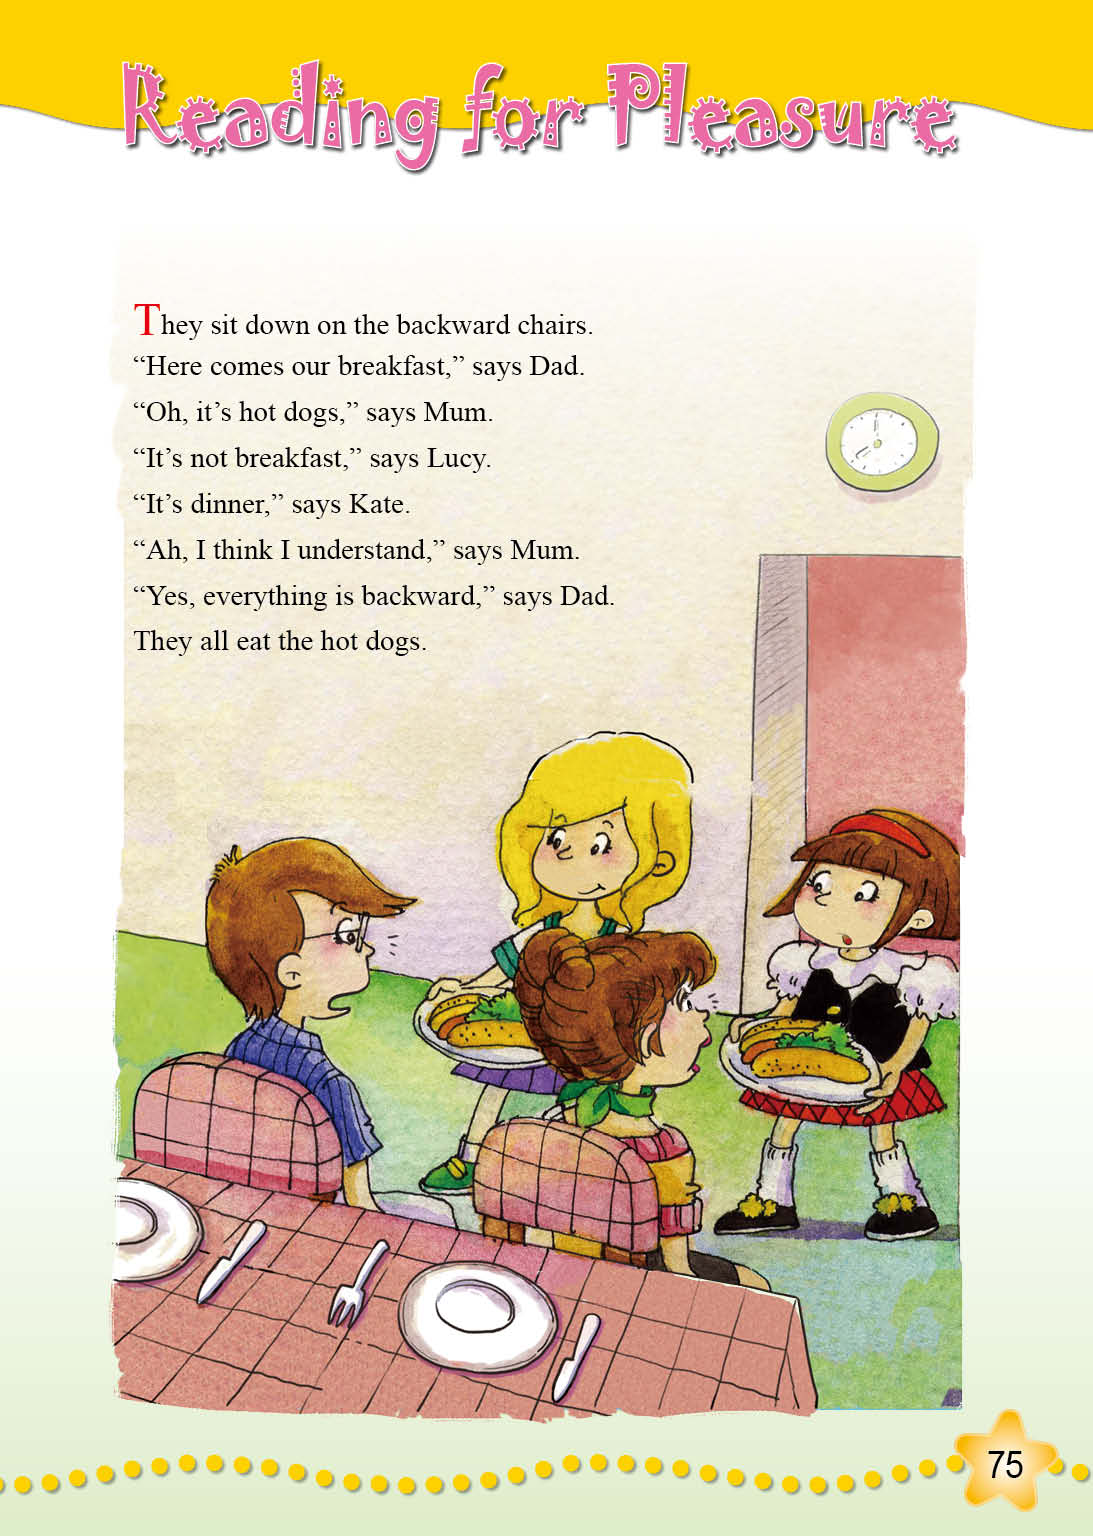 Reading for Pleasure
They sit down on the backward chairs.
“Here comes our breakfast,” says Dad.
“Oh, it’s hot dogs,” says Mum.
“It’s not breakfast,” says Lucy.
“It’s dinner,” says Kate.
“Ah, I think I understand,” says Mum.
“Yes, everything is backward,” says Dad.
They all eat the hot dogs.
75